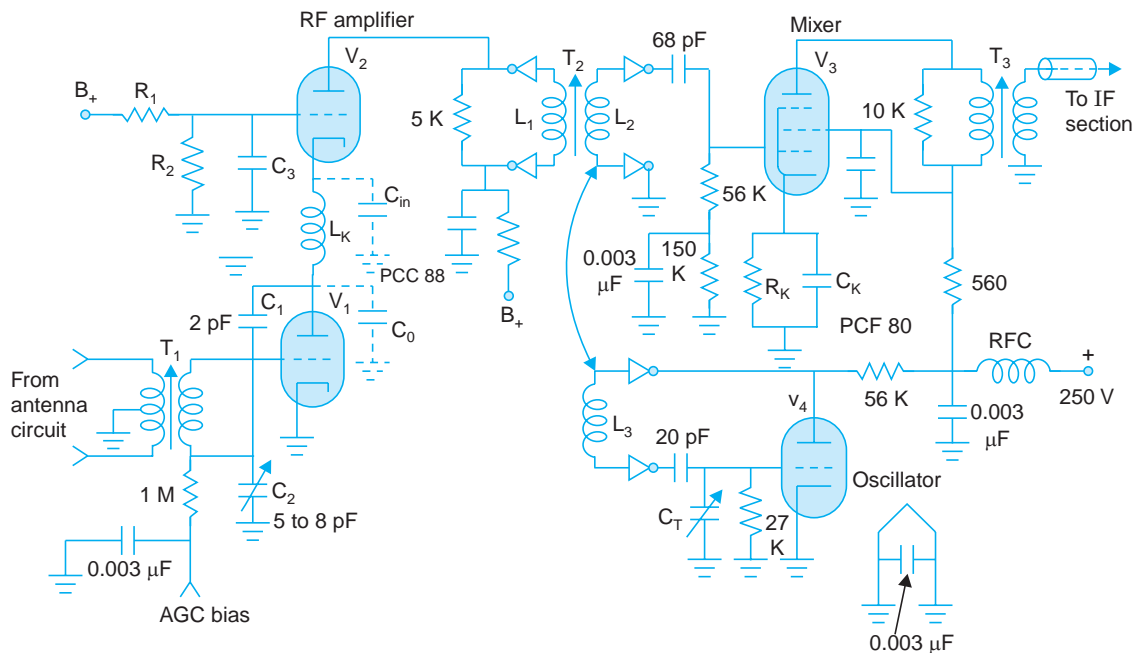 RF amplifier
Mixer
V2
68 pF
V3
T2
T3
B+
R1
5 K
L1
L2
10 K
To IF
section
R2
C3
Cin
56 K
LK
PCC 88
0.003
μF
150
K
RK
CK
560
B+
C1
2 pF
V1
C0
PCF 80
RFC
+
250 V
T1
From
antenna
circuit
v4
56 K
0.003
μF
L3
20 pF
Oscillator
1 M
C2
5 to 8 pF
CT
27
K
0.003 μF
AGC bias
0.003 μF